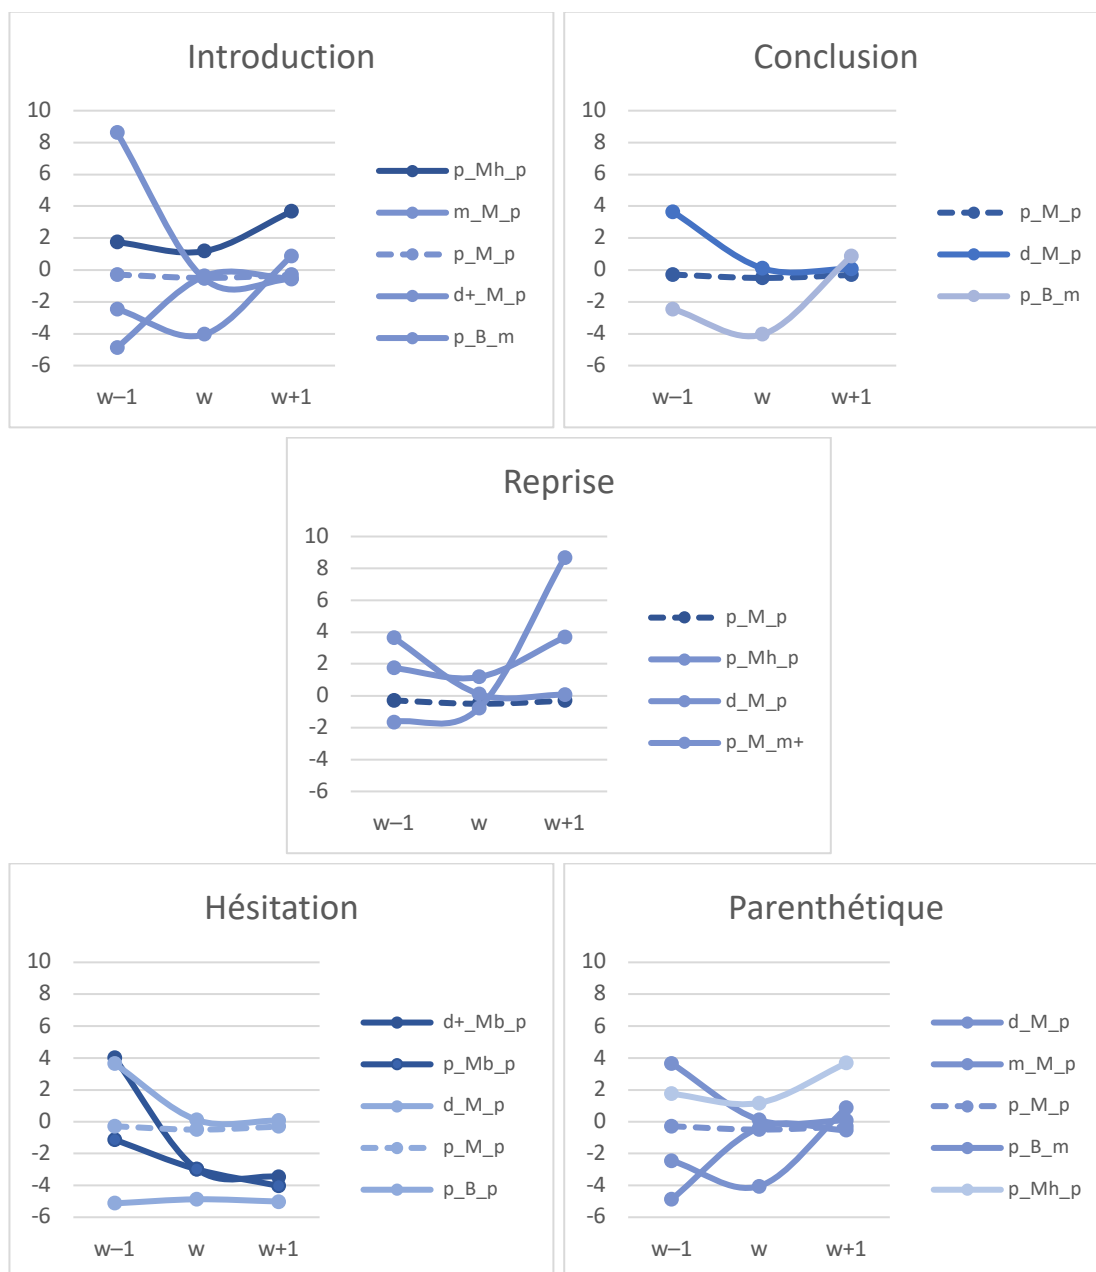 Introduction
10
8
6
4
2
0
-2
-4
-6
w–1 w w+1
p_Mh_p
m_M_p
p_M_p
d+_M_p
p_B_m
Conclusion
10
8
6
4
2
0
-2
-4
-6
w–1 w w+1
p_M_p
d_M_p
p_B_m
Reprise
10
8
6
4
2
0
-2
-4
-6
w–1 w w+1
p_M_p
p_Mh_p
d_M_p
p_M_m+
Hésitation
10
8
6
4
2
0
-2
-4
-6
w–1 w w+1
d+_Mb_p
p_Mb_p
d_M_p
p_M_p
p_B_p
Parenthétique
10
8
6
4
2
0
-2
-4
-6
w–1 w w+1
d_M_p
m_M_p
p_M_p
p_B_m
p_Mh_p